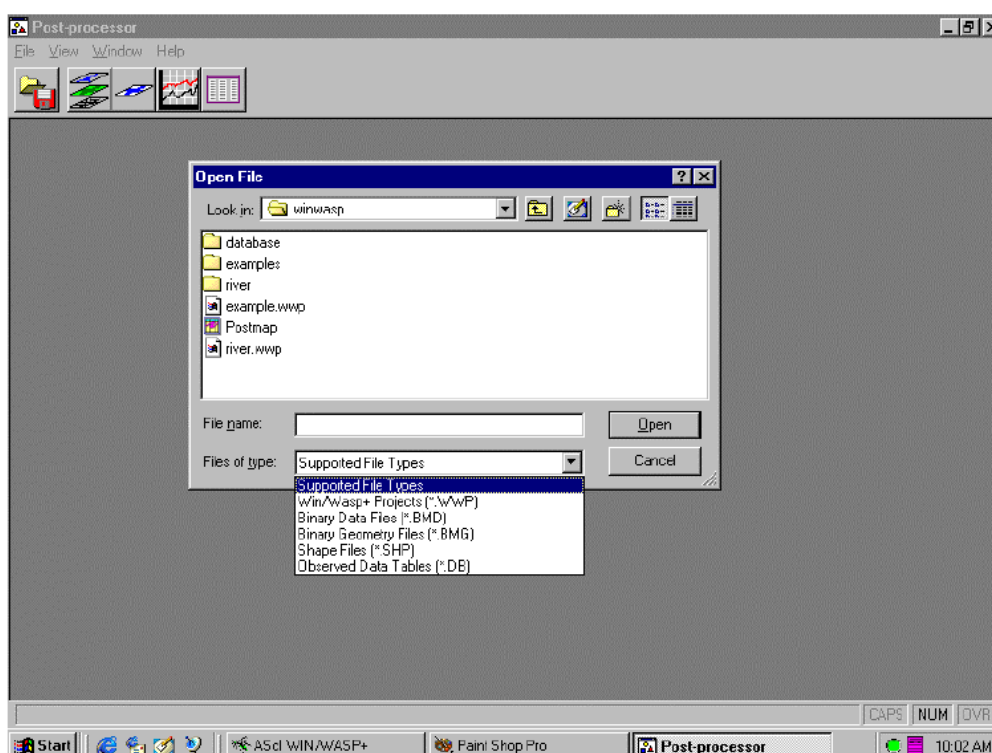 Post-processor
File View Window Help
Open File
Look in: winwasp
database
examples
river
example.wwp
Postmap
river.wwp
File name:
Open
Files of type: Supported File Types
Cancel
Supported File Types
Win/Wasp+ Projects (*.WWP)
Binary Data Files (*.BMD)
Binary Geometry Files (*.BMG)
Shape Files (*.SHP)
Observed Data Tables (*.DB)
CAPS NUM OVR
Start AScI WIN/WASP+ Paint Shop Pro Post-processor 10:02 AM